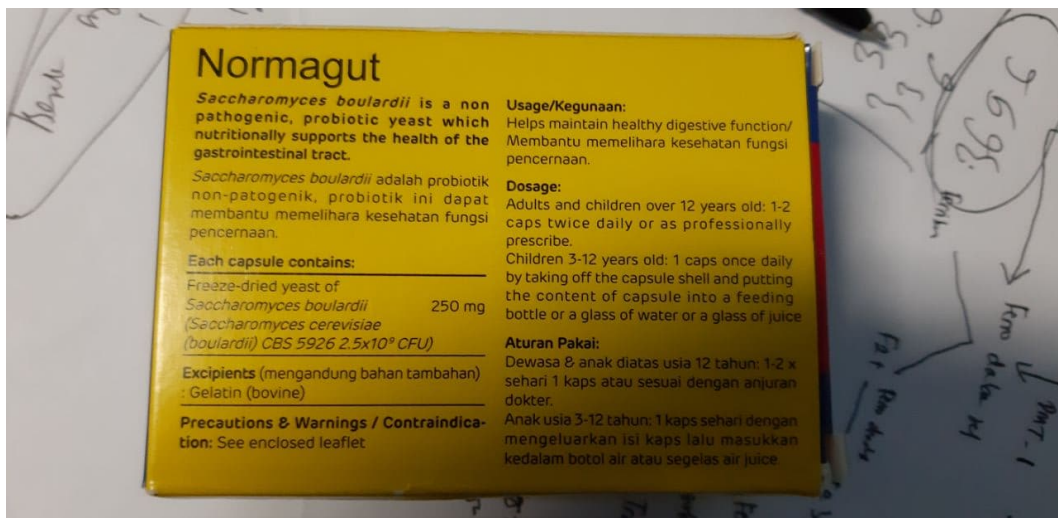 Normagut
Saccharomyces boulardii is a non
pathogenic, probiotic yeast which
nutritionally supports the health of the
gastrointestinal tract.
Saccharomyces boulardii adalah probiotik
non-patogenik, probiotik ini dapat
membantu memelihara kesehatan fungsi
pencernaan.
Each capsule contains:
Freeze-dried yeast of
Saccharomyces boulardii 250 mg
(Saccharomyces cerevisiae
(boulardii) CBS 5926 2.5x10⁹ CFU)
Excipients (mengandung bahan tambahan)
: Gelatin (bovine)
Precautions & Warnings / Contraindica-
tion: See enclosed leaflet
Usage/Kegunaan:
Helps maintain healthy digestive function/
Membantu memelihara kesehatan fungsi
pencernaan.
Dosage:
Adults and children over 12 years old: 1-2
caps twice daily or as professionally
prescribe.
Children 3-12 years old: 1 caps once daily
by taking off the capsule shell and putting
the content of capsule into a feeding
bottle or a glass of water or a glass of juice
Aturan Pakai:
Dewasa & anak diatas usia 12 tahun: 1-2 x
sehari 1 kaps atau sesuai dengan anjuran
dokter.
Anak usia 3-12 tahun: 1 kaps sehari dengan
mengeluarkan isi kaps lalu masukkan
kedalam botol air atau segelas air juice.